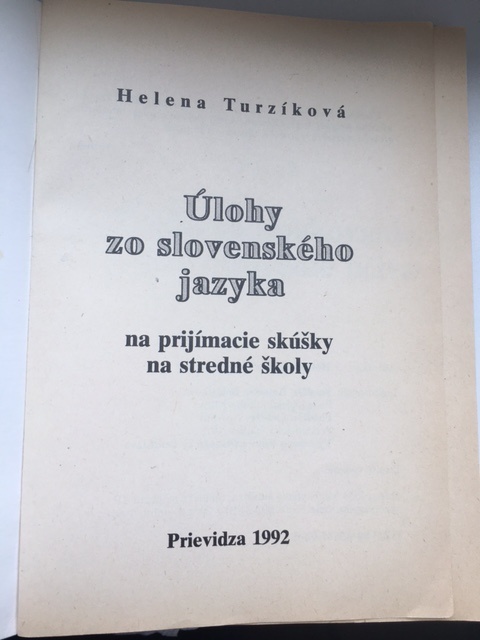 Helena Turzíková
Úlohy
zo slovenského
jazyka
na prijímacie skúšky
na stredné školy
Prievidza 1992